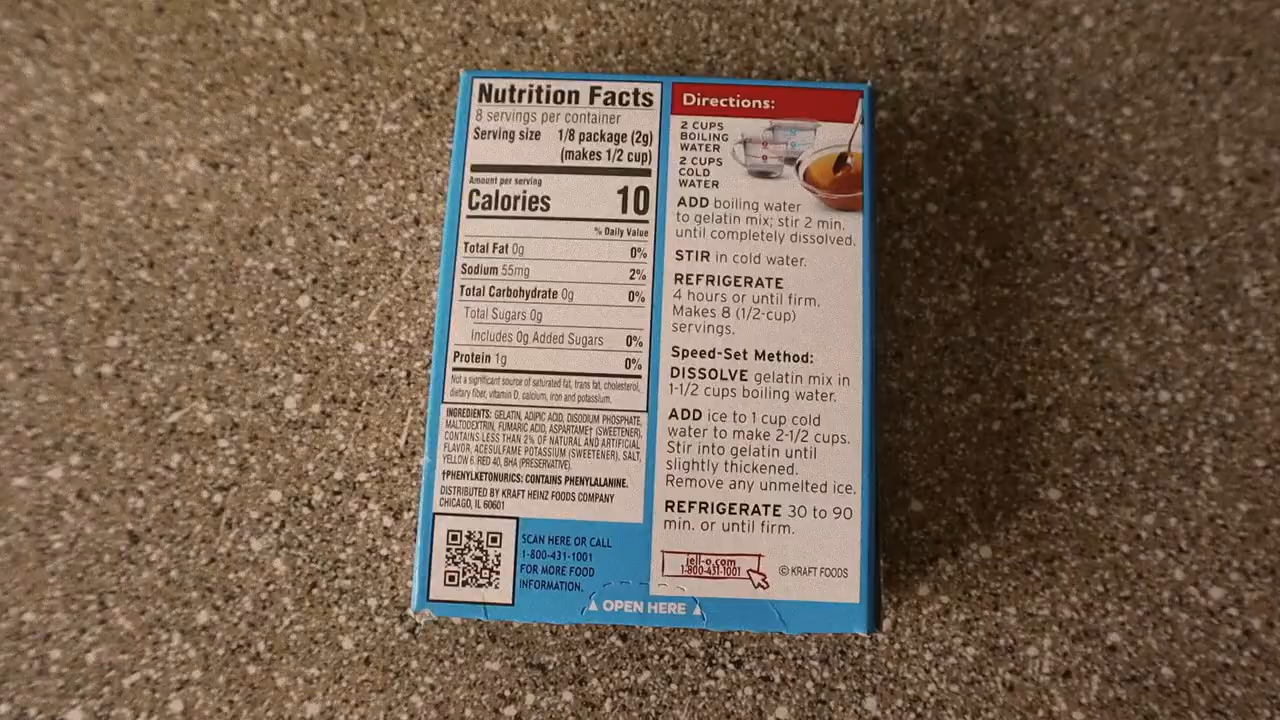 Nutrition Facts
8 servings per container
Serving size 1/8 package (2g)
(makes 1/2 cup)
Amount per serving
Calories 10
% Daily Value
Total Fat 0g 0%
Sodium 55mg 2%
Total Carbohydrate 0g 0%
Total Sugars 0g
Includes 0g Added Sugars 0%
Protein 1g 0%
Not a significant source of saturated fat, trans fat, cholesterol,
dietary fiber, vitamin D, calcium, iron and potassium.
INGREDIENTS: GELATIN, ADIPIC ACID, DISODIUM PHOSPHATE,
MALTODEXTRIN, FUMARIC ACID, ASPARTAME† (SWEETENER),
CONTAINS LESS THAN 2% OF NATURAL AND ARTIFICIAL
FLAVOR, ACESULFAME POTASSIUM (SWEETENER), SALT,
YELLOW 6, RED 40, BHA (PRESERVATIVE).
†PHENYLKETONURICS: CONTAINS PHENYLALANINE.
DISTRIBUTED BY KRAFT HEINZ FOODS COMPANY
CHICAGO, IL 60601
SCAN HERE OR CALL
1-800-431-1001
FOR MORE FOOD
INFORMATION.
Directions:
2 CUPS
BOILING
WATER
2 CUPS
COLD
WATER
ADD boiling water
to gelatin mix; stir 2 min.
until completely dissolved.
STIR in cold water.
REFRIGERATE
4 hours or until firm.
Makes 8 (1/2-cup)
servings.
Speed-Set Method:
DISSOLVE gelatin mix in
1-1/2 cups boiling water.
ADD ice to 1 cup cold
water to make 2-1/2 cups.
Stir into gelatin until
slightly thickened.
Remove any unmelted ice.
REFRIGERATE 30 to 90
min. or until firm.
jell-o.com
1-800-431-1001
© KRAFT FOODS
OPEN HERE